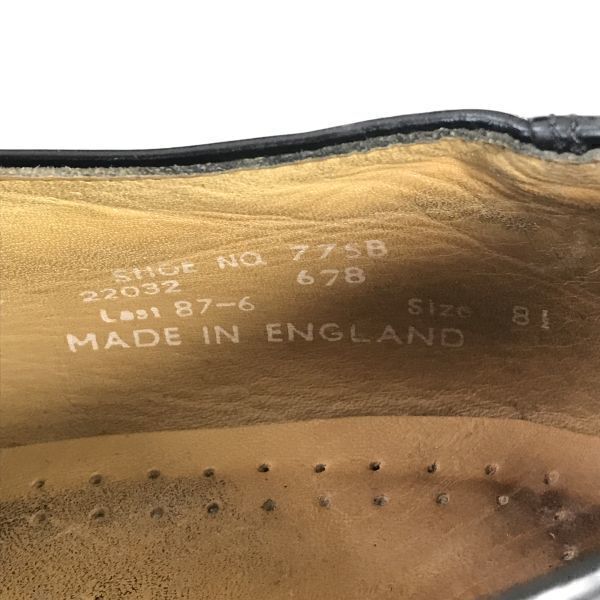 SHOE NO. 775B
22032 678
Last 87-6 Size 8½
MADE IN ENGLAND